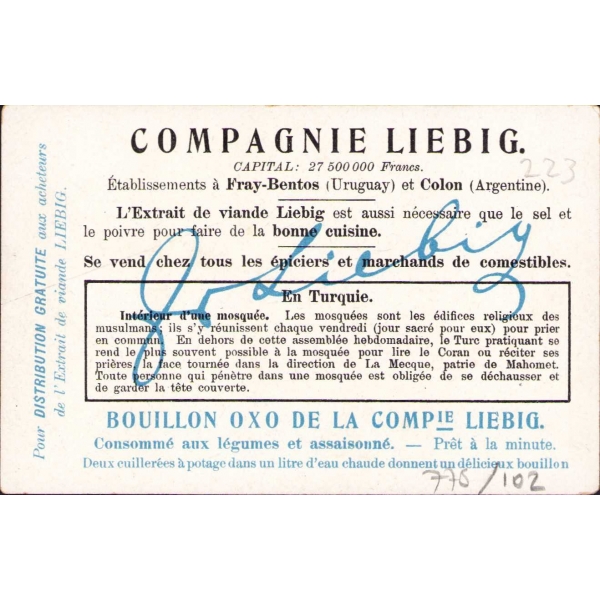 COMPAGNIE LIEBIG.
CAPITAL: 27 500 000 Francs.
223
Établissements à Fray-Bentos (Uruguay) et Colon (Argentine).
L'Extrait de viande Liebig est aussi nécessaire que le sel et
le poivre pour faire de la bonne cuisine.
Se vend chez tous les épiciers et marchands de comestibles.
En Turquie.
Intérieur d'une mosquée. Les mosquées sont les édifices religieux des
musulmans; ils s'y réunissent chaque vendredi (jour sacré pour eux) pour prier
en commun. En dehors de cette assemblée hebdomadaire, le Turc pratiquant se
rend le plus souvent possible à la mosquée pour lire le Coran ou réciter ses
prières, la face tournée dans la direction de La Mecque, patrie de Mahomet.
Toute personne qui pénètre dans une mosquée est obligée de se déchausser et
de garder la tête couverte.
BOUILLON OXO DE LA COMPIE LIEBIG.
Consommé aux légumes et assaisonné. — Prêt à la minute.
Deux cuillerées à potage dans un litre d'eau chaude donnent un délicieux bouillon
775/102
Pour DISTRIBUTION GRATUITE aux acheteurs
de l'Extrait de viande LIEBIG.
Liebig